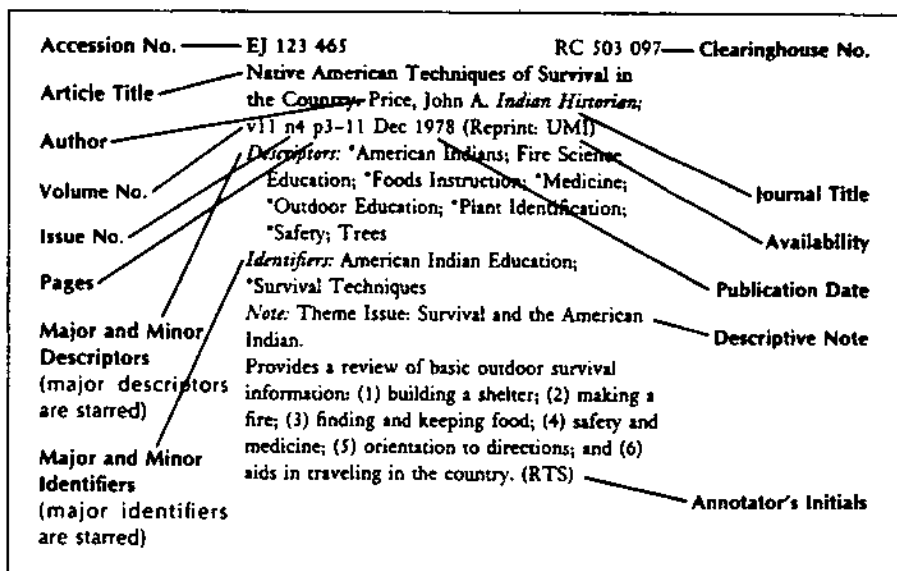 Accession No.
EJ 123 465
RC 503 097
Clearinghouse No.
Article Title
Native American Techniques of Survival in
the Country. Price, John A. Indian Historian;
Author
v11 n4 p3-11 Dec 1978 (Reprint: UMI)
Descriptors: *American Indians; Fire Science
Education; *Foods Instruction; *Medicine;
*Outdoor Education; *Plant Identification;
*Safety; Trees
Volume No.
Journal Title
Issue No.
Availability
Pages
Identifiers: American Indian Education;
*Survival Techniques
Publication Date
Note: Theme Issue: Survival and the American
Indian.
Descriptive Note
Major and Minor
Descriptors
(major descriptors
are starred)
Provides a review of basic outdoor survival
information: (1) building a shelter; (2) making a
fire; (3) finding and keeping food; (4) safety and
medicine; (5) orientation to directions; and (6)
aids in traveling in the country. (RTS)
Major and Minor
Identifiers
(major identifiers
are starred)
Annotator's Initials